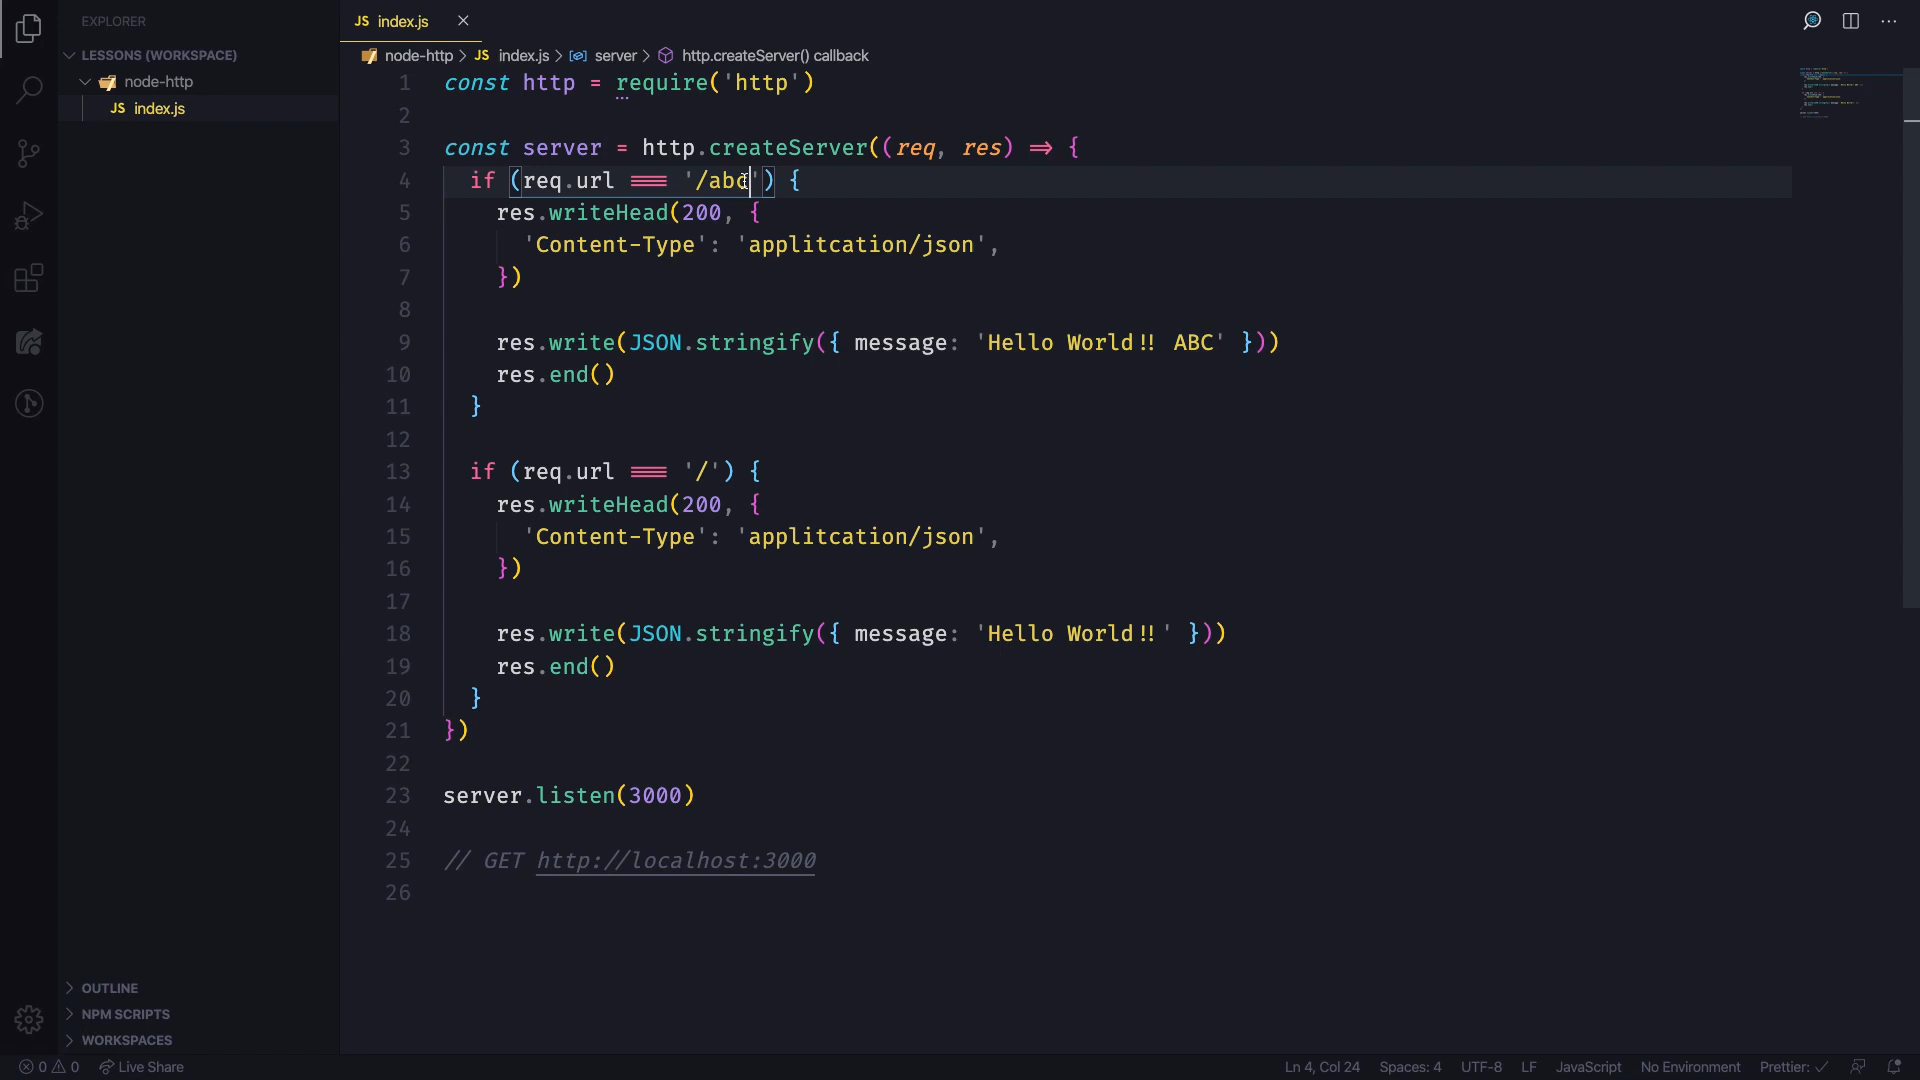 EXPLORER
LESSONS (WORKSPACE)
node-http
JS index.js
JS index.js
node-http > JS index.js > server > http.createServer() callback
1 const http = require('http')
2
3 const server = http.createServer((req, res) => {
4 if (req.url === '/abc') {
5 res.writeHead(200, {
6 'Content-Type': 'applitcation/json',
7 })
8
9 res.write(JSON.stringify({ message: 'Hello World!! ABC' }))
10 res.end()
11 }
12
13 if (req.url === '/') {
14 res.writeHead(200, {
15 'Content-Type': 'applitcation/json',
16 })
17
18 res.write(JSON.stringify({ message: 'Hello World!!' }))
19 res.end()
20 }
21 })
22
23 server.listen(3000)
24
25 // GET http://localhost:3000
26
OUTLINE
NPM SCRIPTS
WORKSPACES
0 0 Live Share
Ln 4, Col 24 Spaces: 4 UTF-8 LF JavaScript No Environment Prettier: ✓